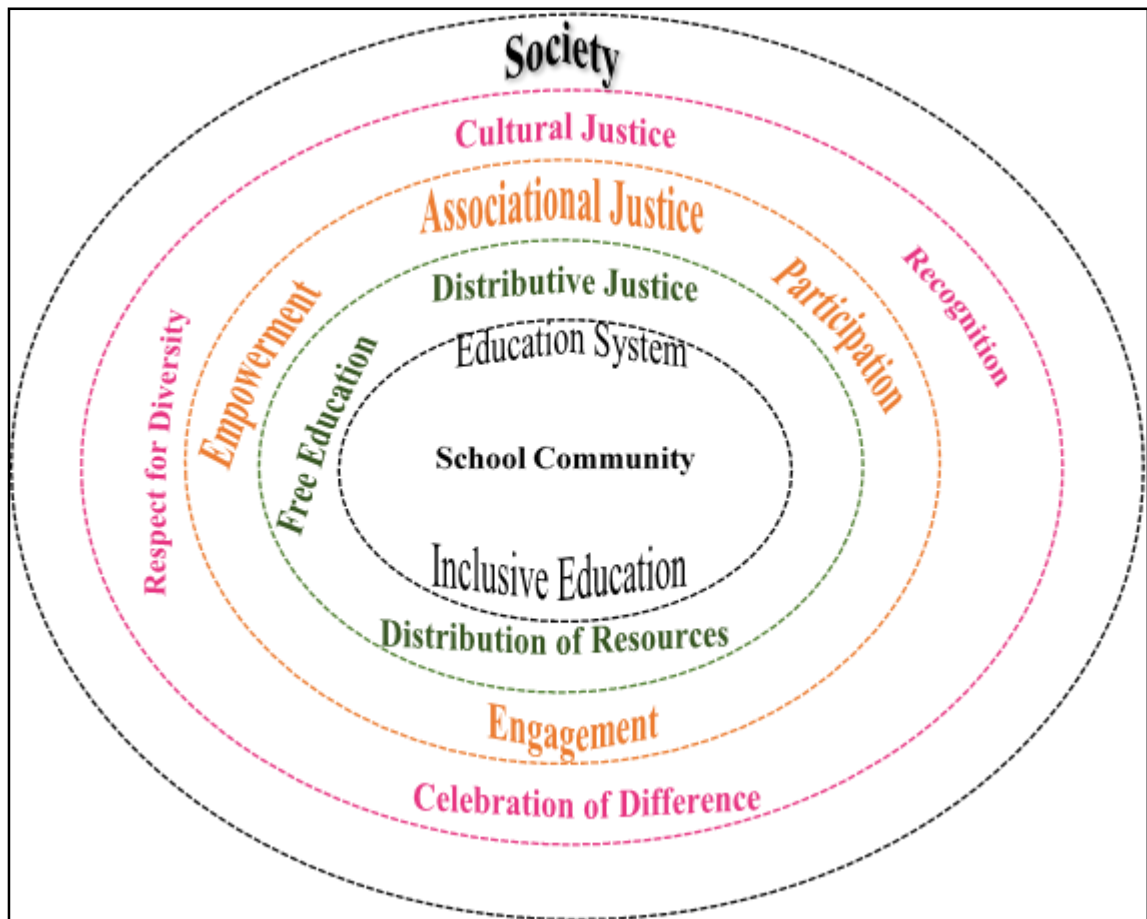 Society
Cultural Justice
Associational Justice
Distributive Justice
Education System
School Community
Inclusive Education
Distribution of Resources
Engagement
Celebration of Difference
Respect for Diversity
Empowerment
Free Education
Participation
Recognition